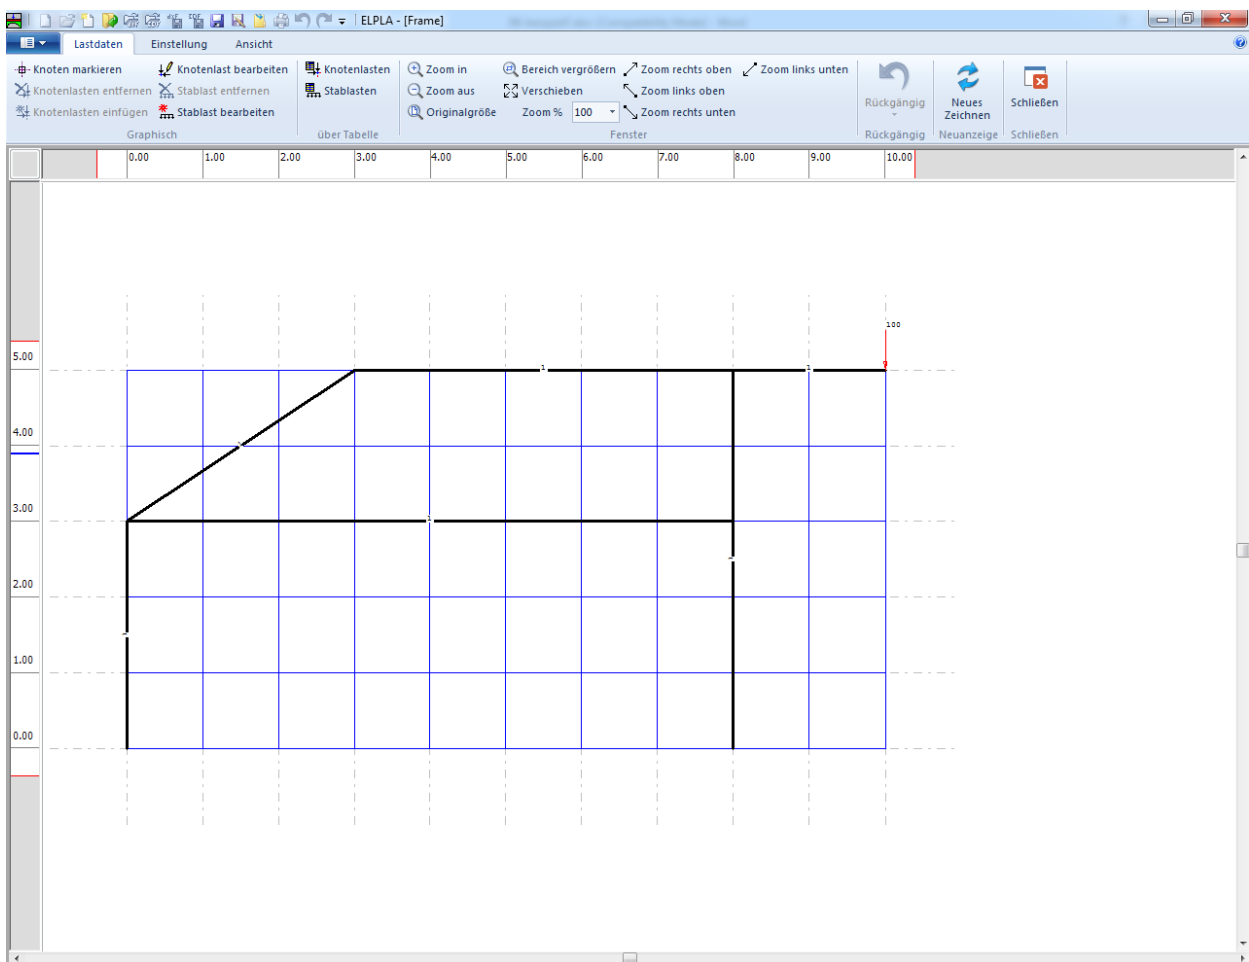 ELPLA - [Frame]
Lastdaten Einstellung Ansicht
Knoten markieren Knotenlast bearbeiten Knotenlasten Zoom in Bereich vergrößern Zoom rechts oben Zoom links unten
Knotenlasten entfernen Stablast entfernen Stablasten Zoom aus Verschieben Zoom links oben
Knotenlasten einfügen Stablast bearbeiten Originalgröße Zoom % 100 Zoom rechts unten
Rückgängig Neues Zeichnen Schließen
Graphisch über Tabelle Fenster Rückgängig Neuanzeige Schließen
0.00 1.00 2.00 3.00 4.00 5.00 6.00 7.00 8.00 9.00 10.00
100
5.00
1 1
4.00
3.00
1
2.00
1.00
0.00